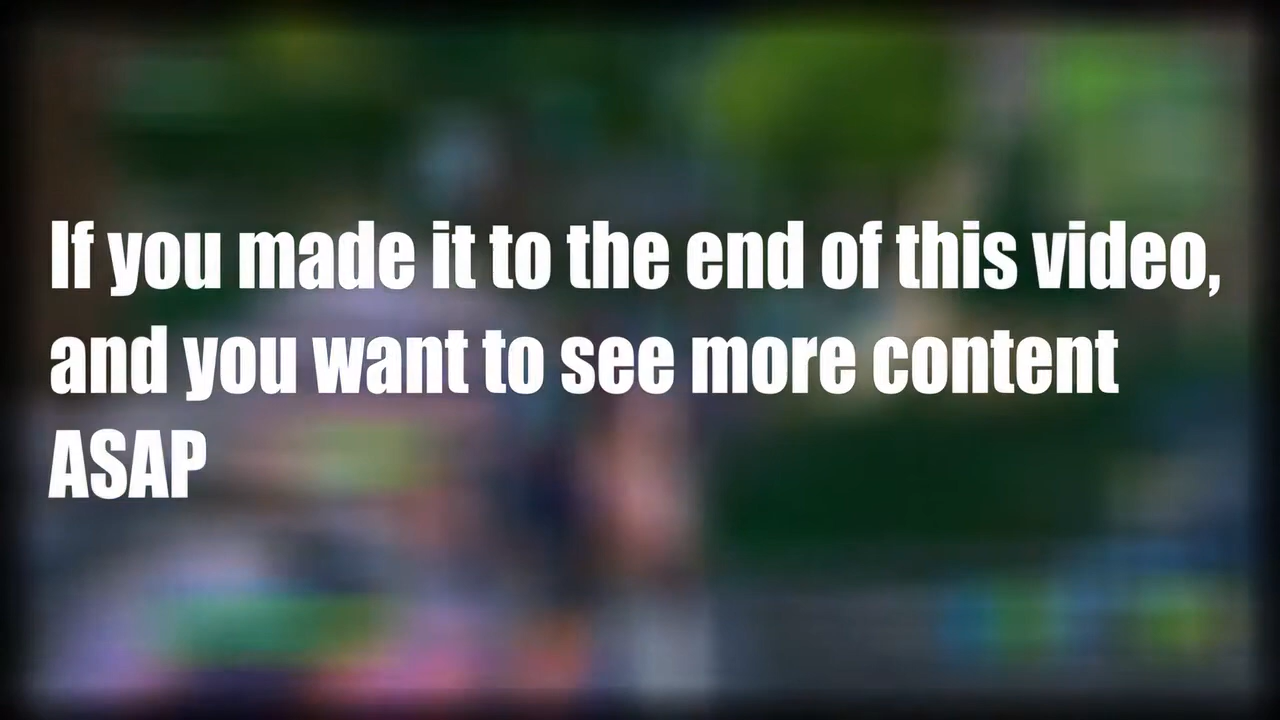 If you made it to the end of this video,
and you want to see more content
ASAP